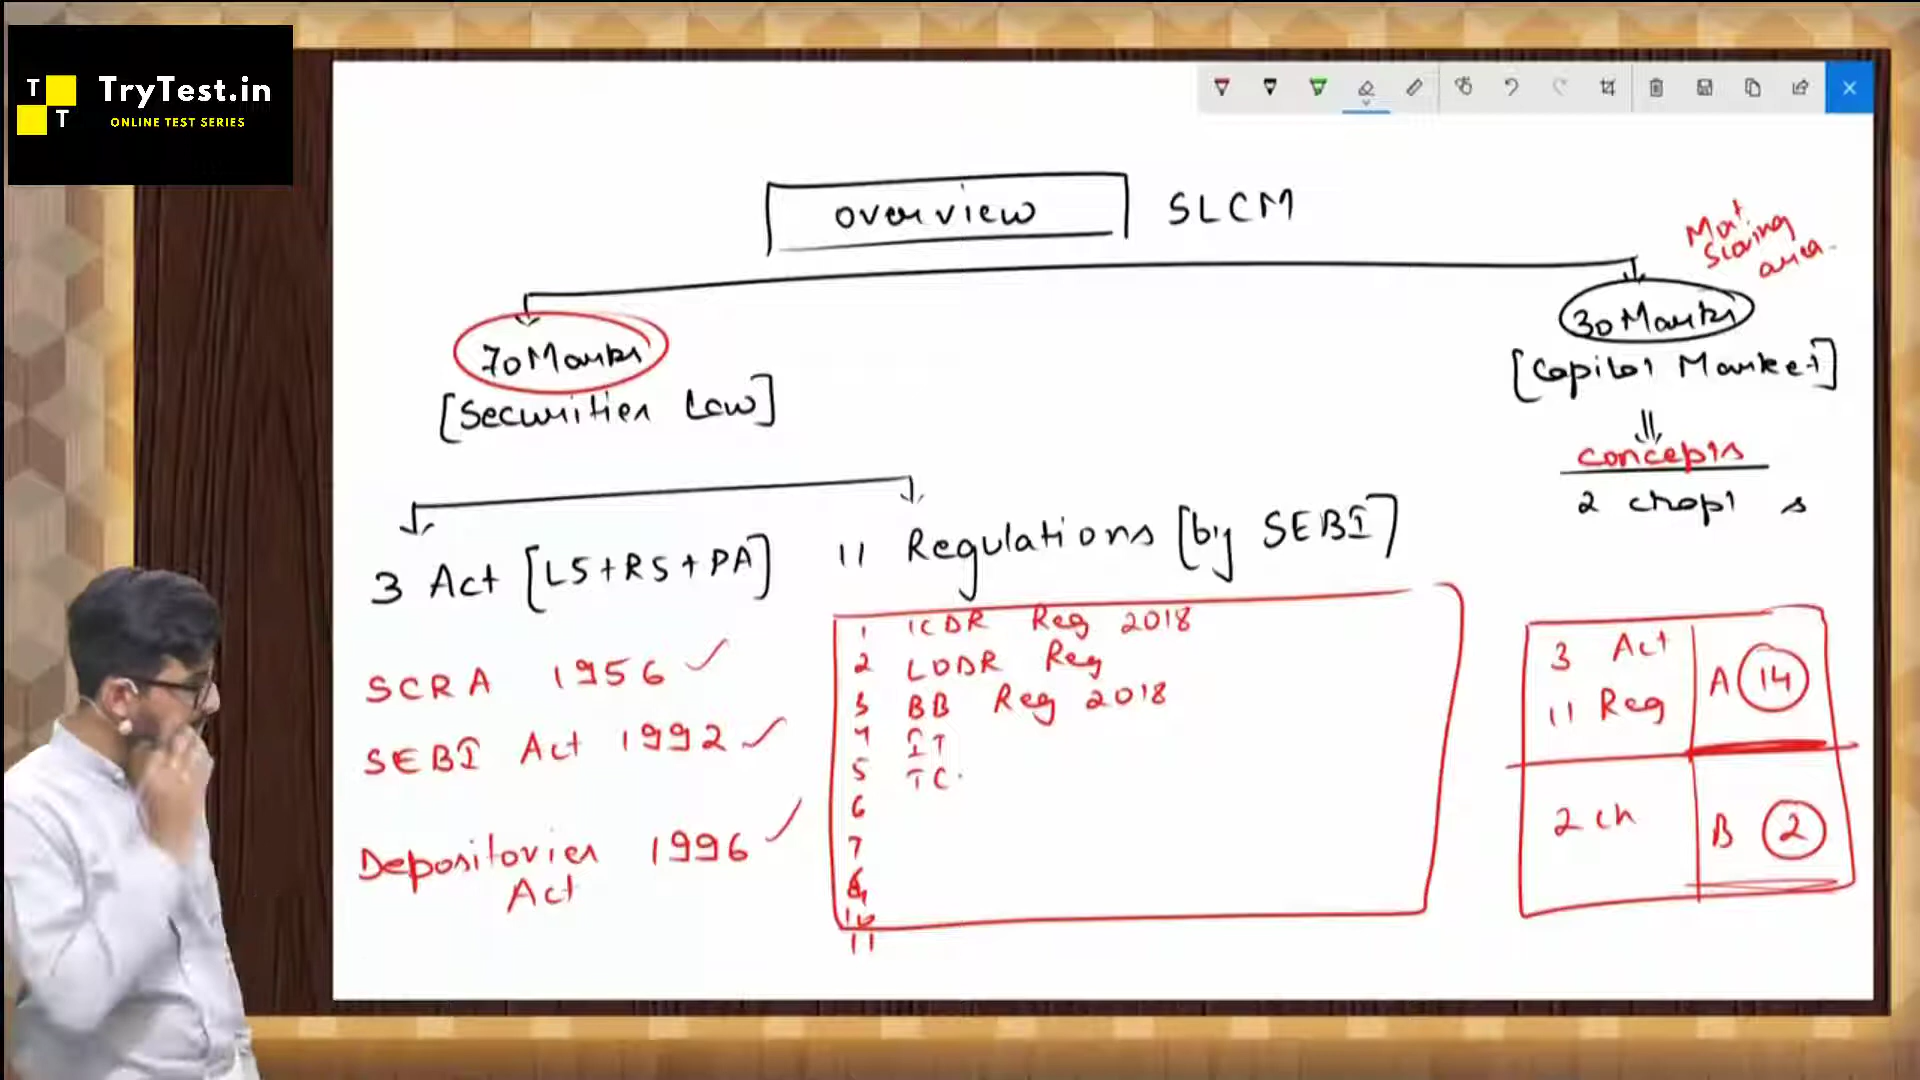 T
T
TryTest.in
ONLINE TEST SERIES
overview SLCM
Most
Scoring
area
70 Marks
[Securities Law]
30 Marks
[Capital Market]
concepts
2 chapt s
3 Act [LS+RS+PA]
11 Regulations [by SEBI]
SCRA 1956 ✓
SEBI Act 1992 ✓
Depositories 1996 ✓
Act
1 ICDR Reg 2018
2 LODR Reg
3 BB Reg 2018
4 IT
5 TC
6
7
8
9
10
11
3 Act
11 Reg
A 14
2 ch
B 2